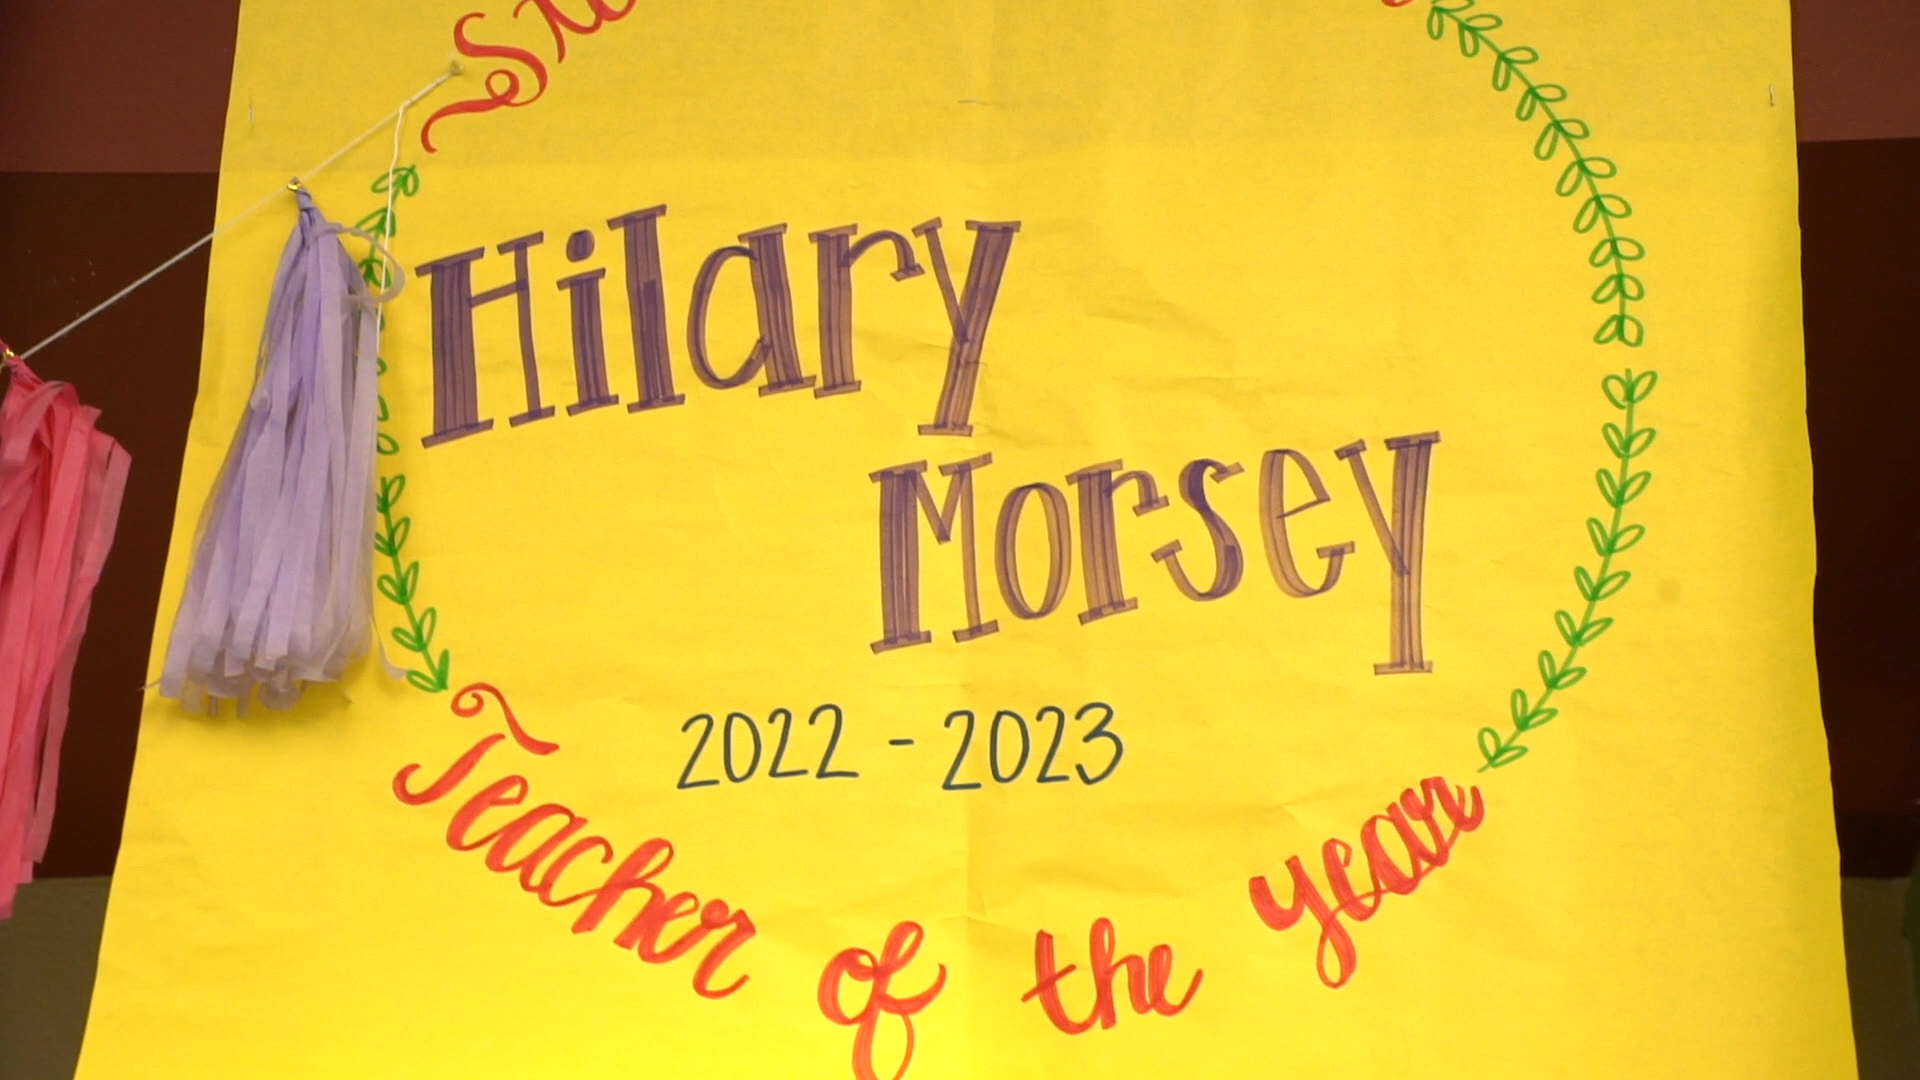 Hilary
Morsey
2022 - 2023
Teacher of the year